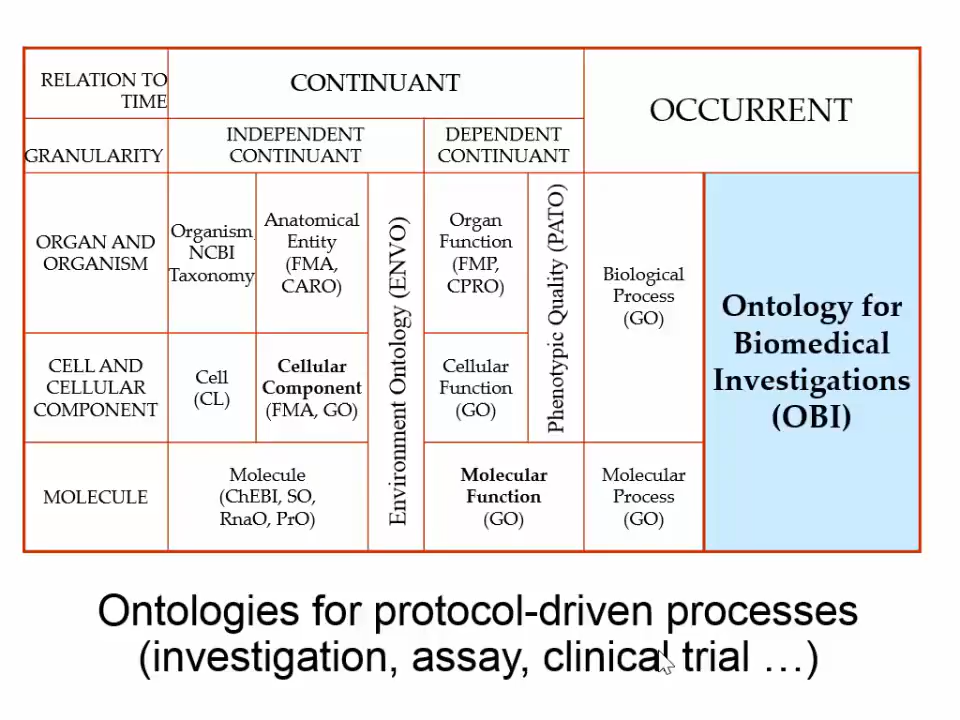 RELATION TO
TIME
CONTINUANT
OCCURRENT
GRANULARITY
INDEPENDENT
CONTINUANT
DEPENDENT
CONTINUANT
ORGAN AND
ORGANISM
Organism
NCBI
Taxonomy
Anatomical
Entity
(FMA,
CARO)
Environment Ontology (ENVO)
Organ
Function
(FMP,
CPRO)
Phenotypic Quality (PATO)
Biological
Process
(GO)
Ontology for
Biomedical
Investigations
(OBI)
CELL AND
CELLULAR
COMPONENT
Cell
(CL)
Cellular
Component
(FMA, GO)
Cellular
Function
(GO)
MOLECULE
Molecule
(ChEBI, SO,
RnaO, PrO)
Molecular
Function
(GO)
Molecular
Process
(GO)
Ontologies for protocol-driven processes
(investigation, assay, clinical trial …)